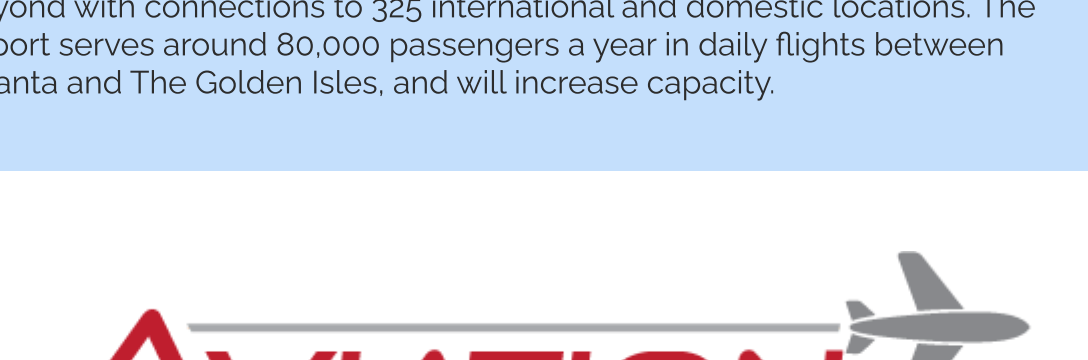 yond with connections to 325 international and domestic locations. The
port serves around 80,000 passengers a year in daily flights between
anta and The Golden Isles, and will increase capacity.
AVIATION